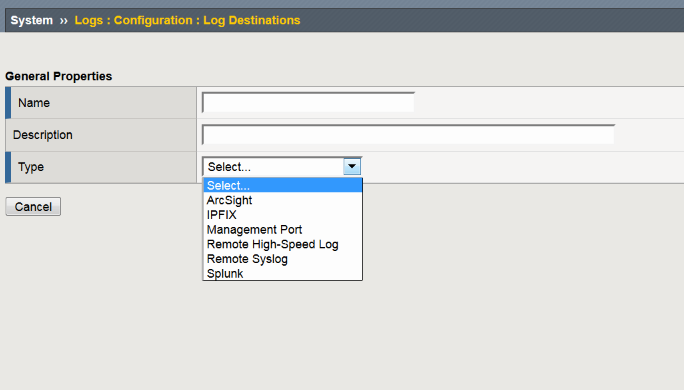 System ›› Logs : Configuration : Log Destinations
General Properties
Name
Description
Type Select...
Select...
ArcSight
IPFIX
Management Port
Remote High-Speed Log
Remote Syslog
Splunk
Cancel